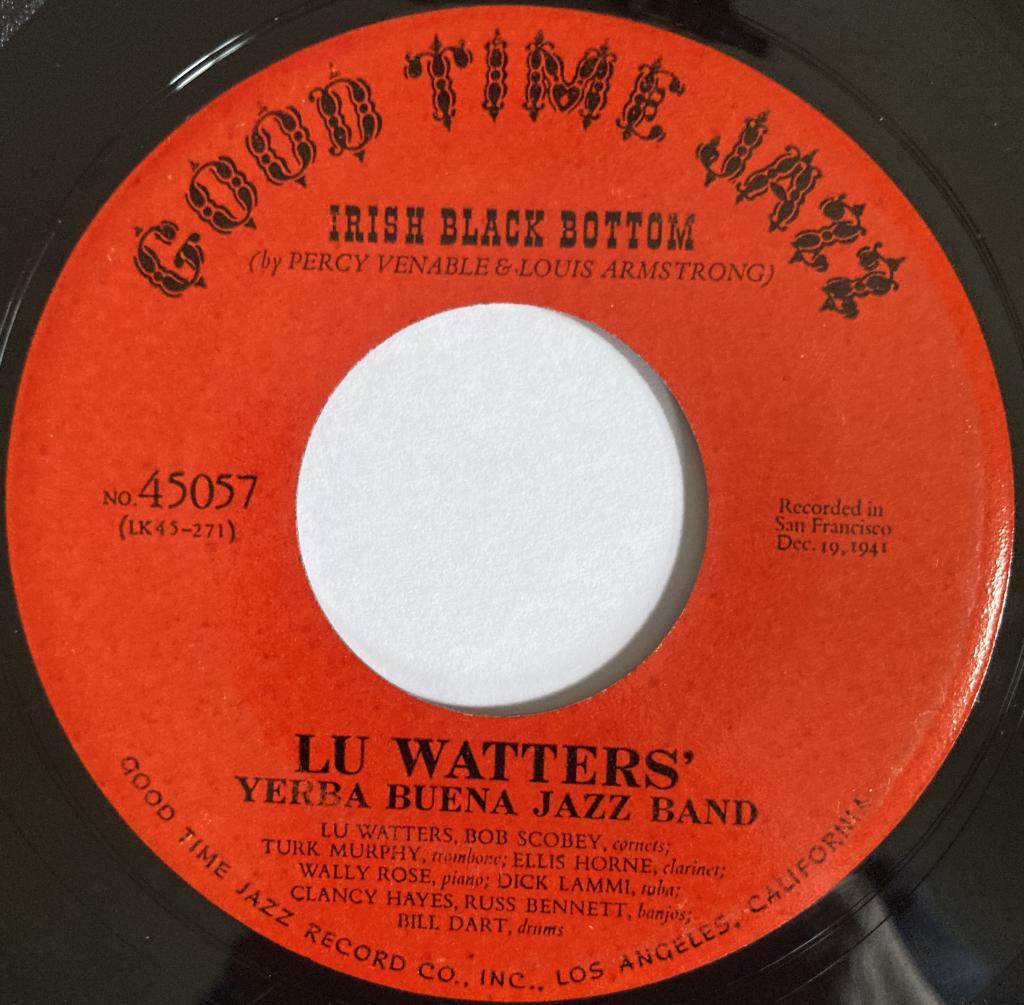 GOOD TIME JAZZ
IRISH BLACK BOTTOM
(by PERCY VENABLE & LOUIS ARMSTRONG)
NO. 45057
(LK45-271)
Recorded in
San Francisco
Dec. 19, 1941
LU WATTERS'
YERBA BUENA JAZZ BAND
LU WATTERS, BOB SCOBEY, cornets;
TURK MURPHY, trombone; ELLIS HORNE, clarinet;
WALLY ROSE, piano; DICK LAMMI, tuba;
CLANCY HAYES, RUSS BENNETT, banjos;
BILL DART, drums
GOOD TIME JAZZ RECORD CO., INC., LOS ANGELES, CALIFORNIA